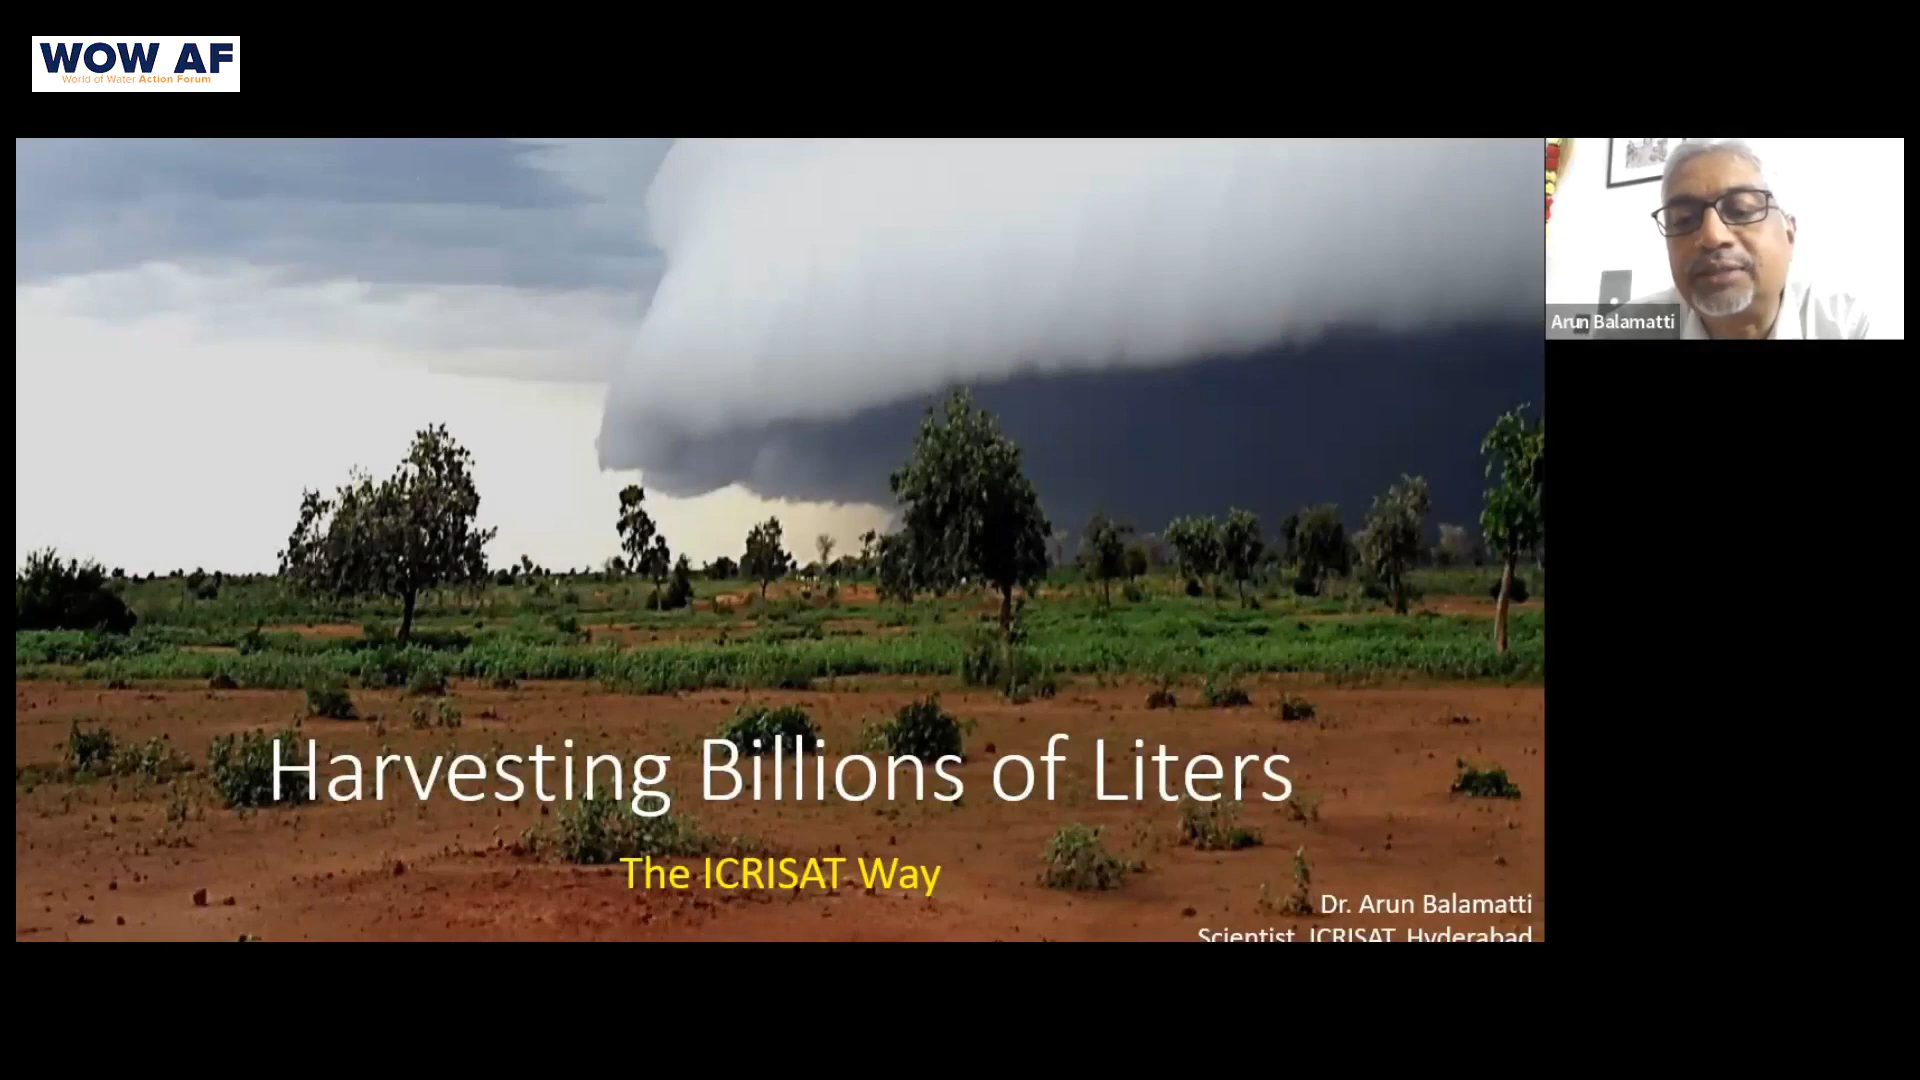 WOW AF
World of Water Action Forum
Arun Balamatti
Harvesting Billions of Liters
The ICRISAT Way
Dr. Arun Balamatti
Scientist, ICRISAT, Hyderabad